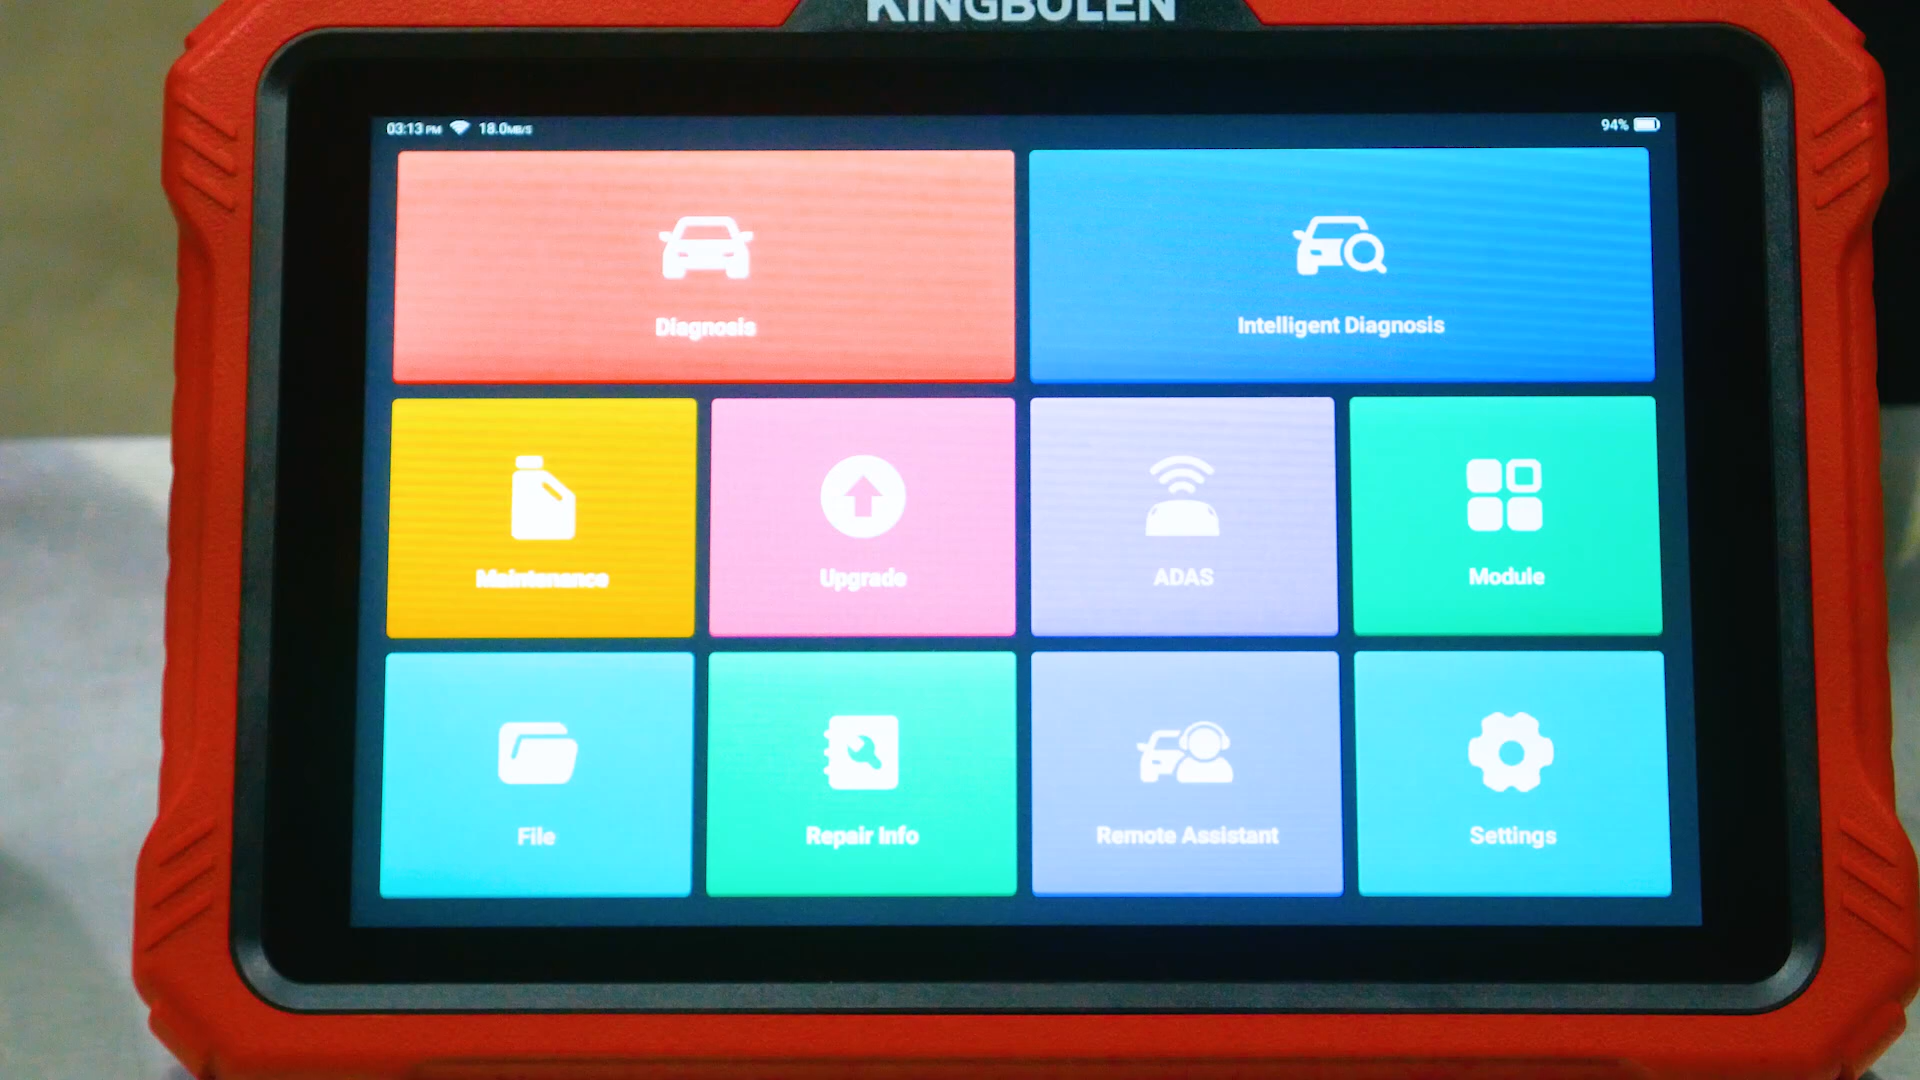 KINGBOLEN
03:13 PM 18.0MB/S 94%
Diagnosis
Intelligent Diagnosis
Maintenance
Upgrade
ADAS
Module
File
Repair Info
Remote Assistant
Settings